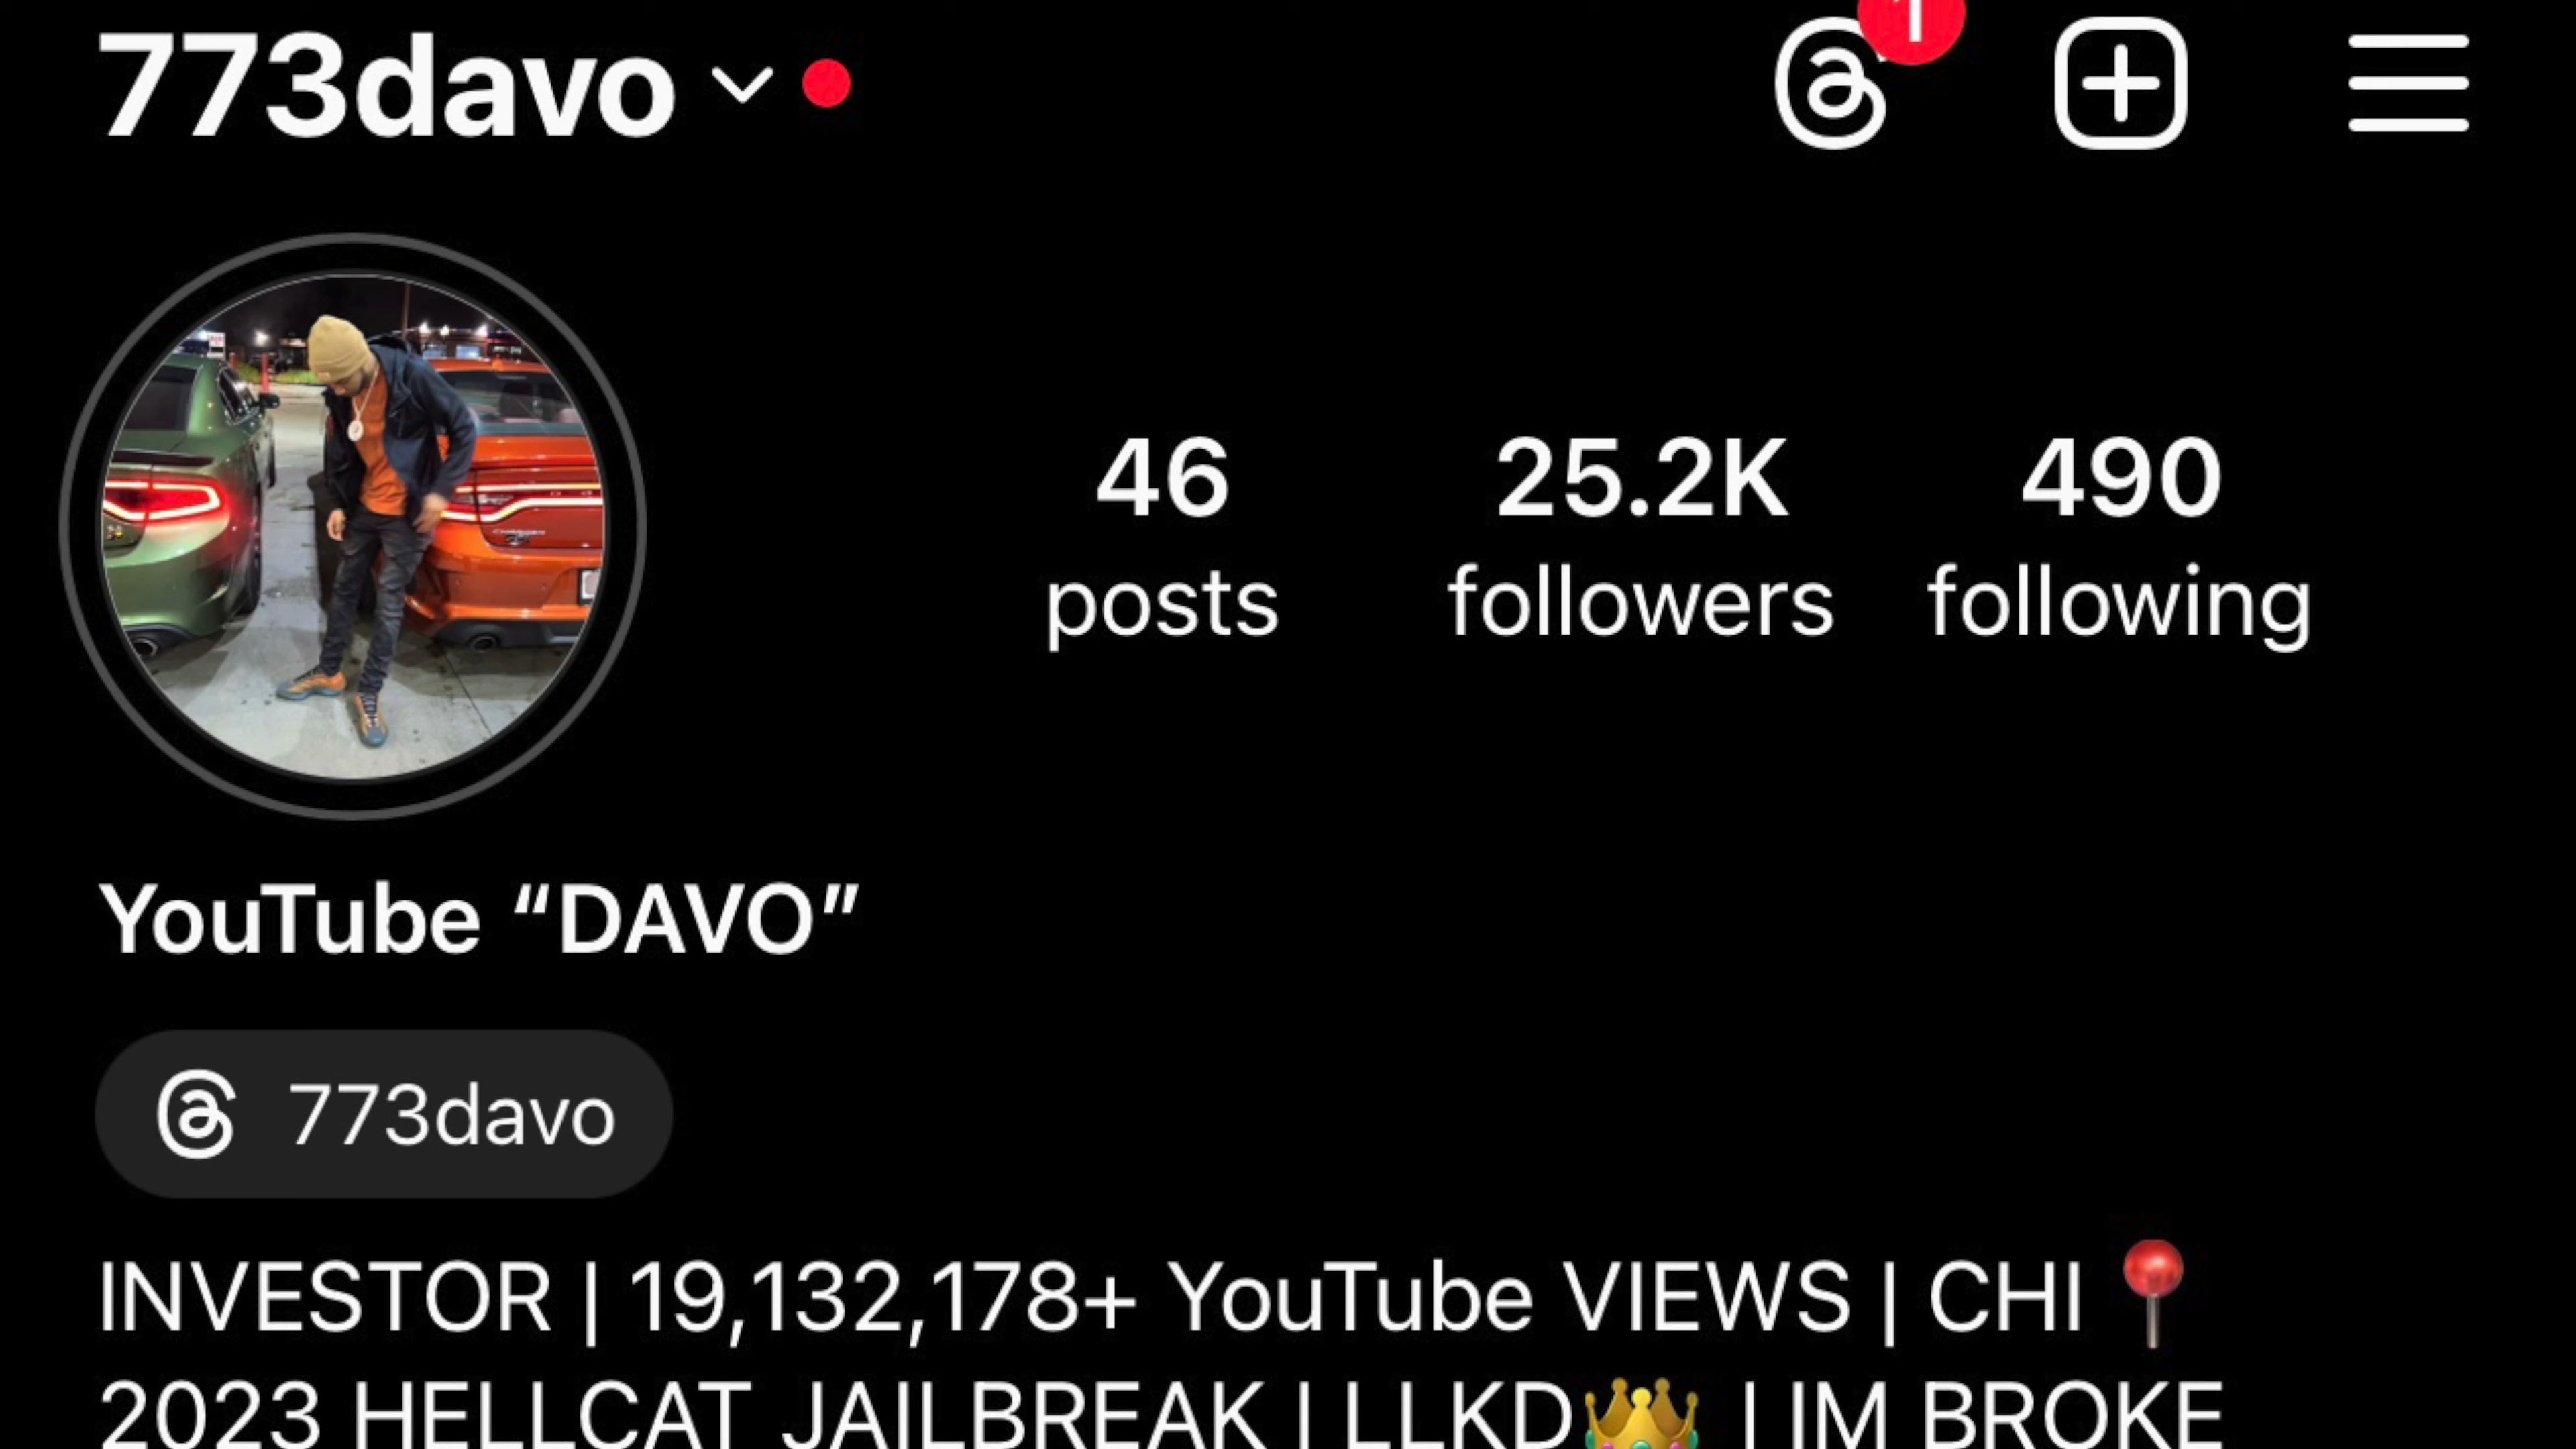 773davo
1
46
25.2K
490
posts
followers
following
YouTube “DAVO”
773davo
INVESTOR | 19,132,178+ YouTube VIEWS | CHI 📍
2023 HELLCAT JAILBREAK | LLKD👑 | IM BROKE